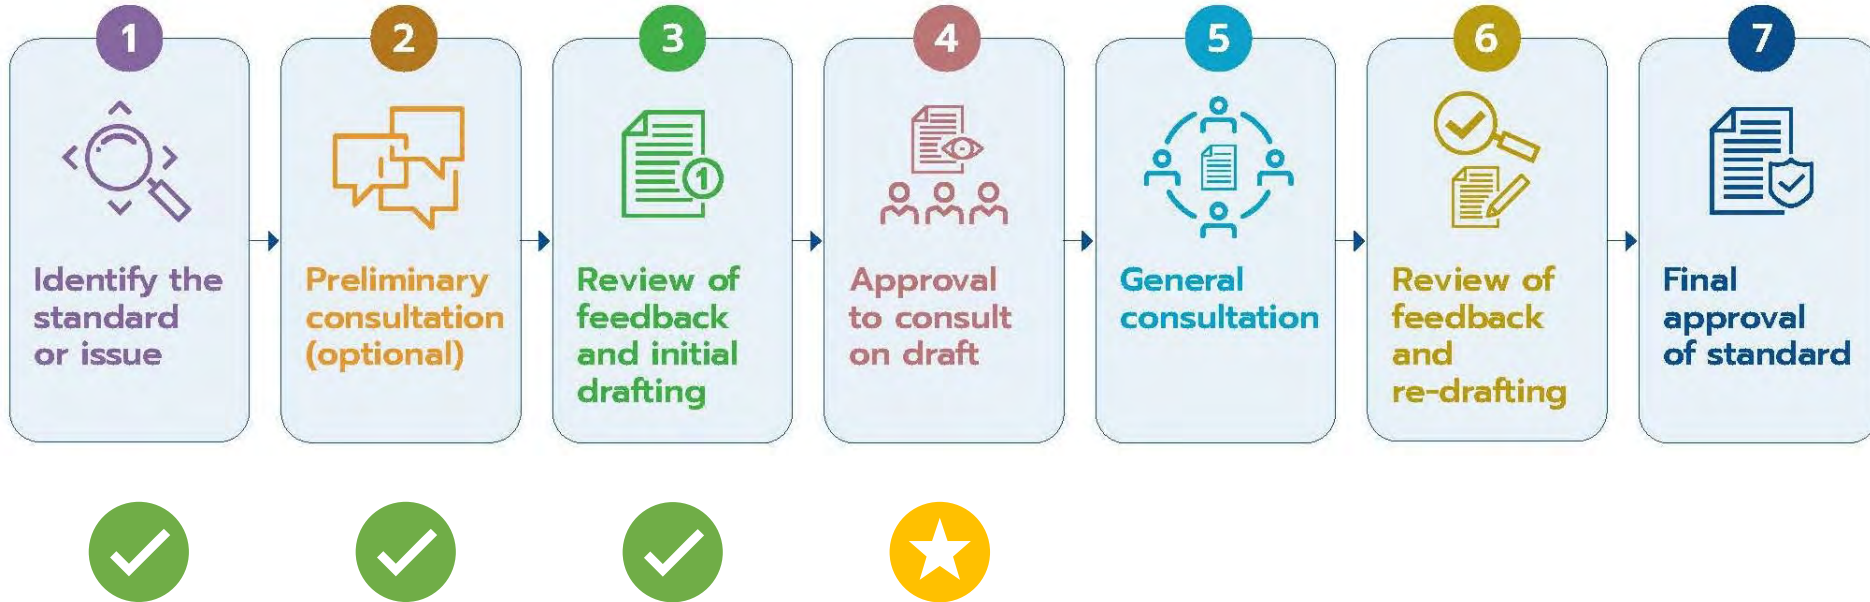 1
Identify the
standard
or issue
2
Preliminary
consultation
(optional)
3
1
Review of
feedback
and initial
drafting
4
Approval
to consult
on draft
5
General
consultation
6
Review of
feedback
and
re-drafting
7
Final
approval
of standard